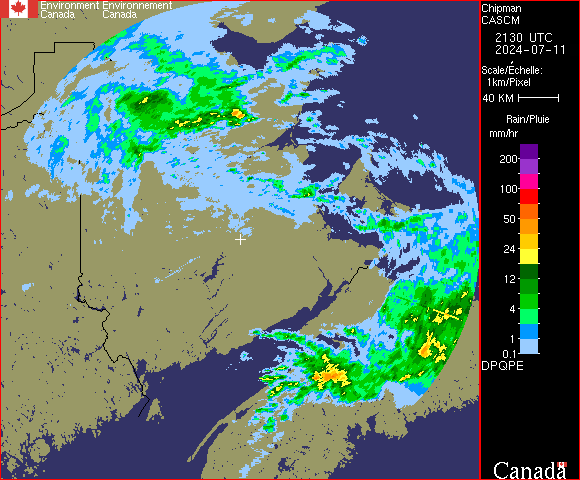 Environment Environnement
Canada Canada
Chipman
CASCM
2130 UTC
2024-07-11
Scale/Échelle:
1km/Pixel
40 KM
Rain/Pluie
mm/hr
200
100
50
24
12
4
1
0.1
DPQPE
Canada